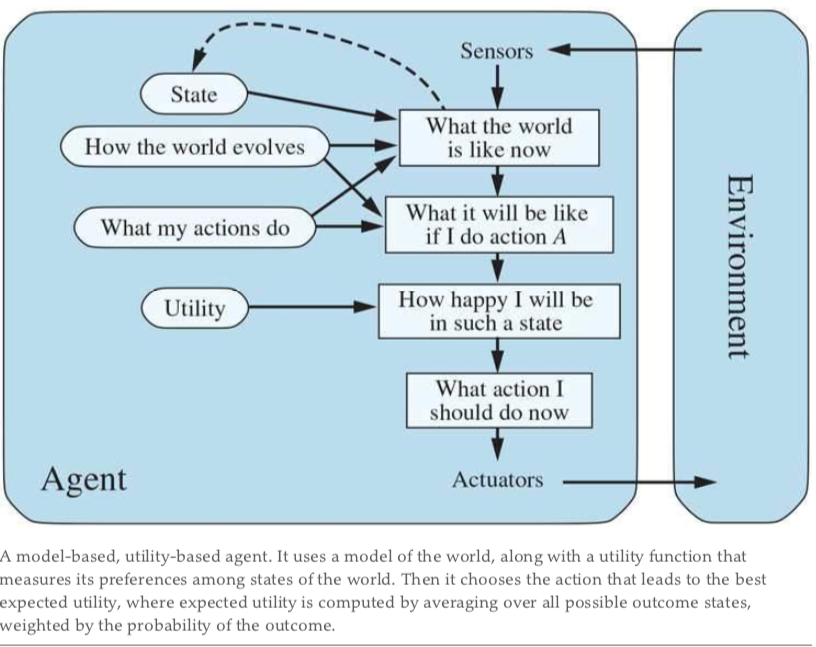 Sensors
State
What the world
is like now
How the world evolves
What it will be like
if I do action A
What my actions do
How happy I will be
in such a state
Utility
What action I
should do now
Agent
Actuators
Environment
A model-based, utility-based agent. It uses a model of the world, along with a utility function that
measures its preferences among states of the world. Then it chooses the action that leads to the best
expected utility, where expected utility is computed by averaging over all possible outcome states,
weighted by the probability of the outcome.